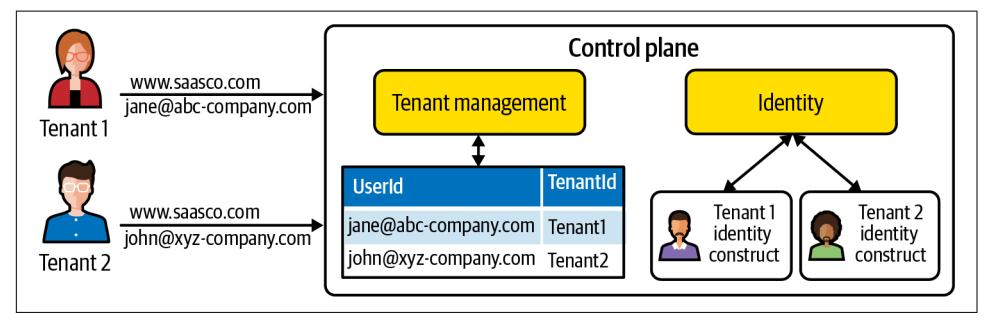 Control plane
www.saasco.com
jane@abc-company.com
Tenant 1
www.saasco.com
john@xyz-company.com
Tenant 2
Tenant management
Identity
UserId TenantId
jane@abc-company.com Tenant1
john@xyz-company.com Tenant2
Tenant 1
identity
construct
Tenant 2
identity
construct